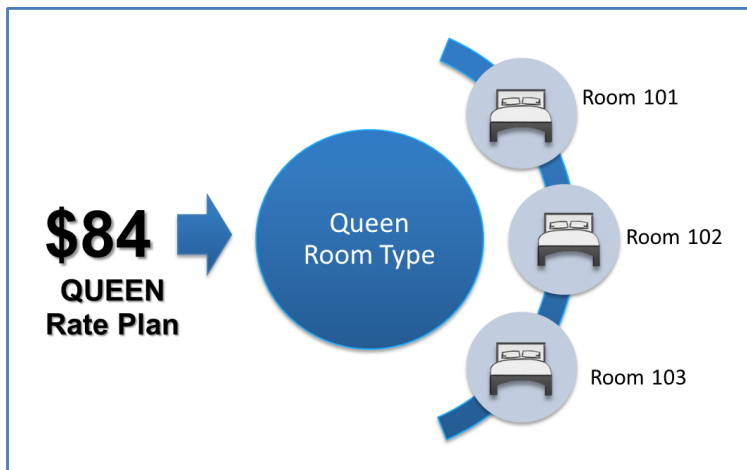 $84
QUEEN
Rate Plan
Queen
Room Type
Room 101
Room 102
Room 103